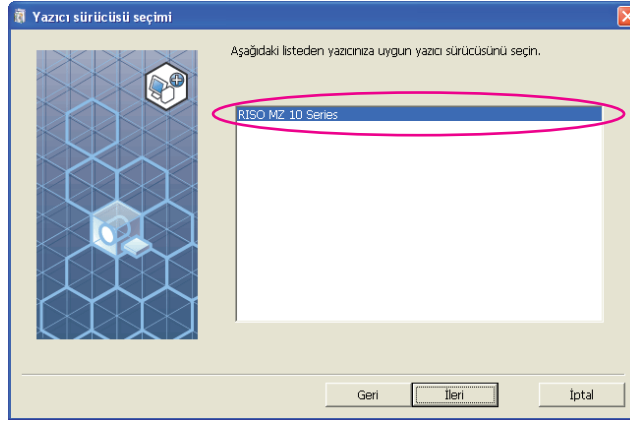 Yazıcı sürücüsü seçimi
Aşağıdaki listeden yazıcınıza uygun yazıcı sürücüsünü seçin.
RISO MZ 10 Series
Geri İleri İptal